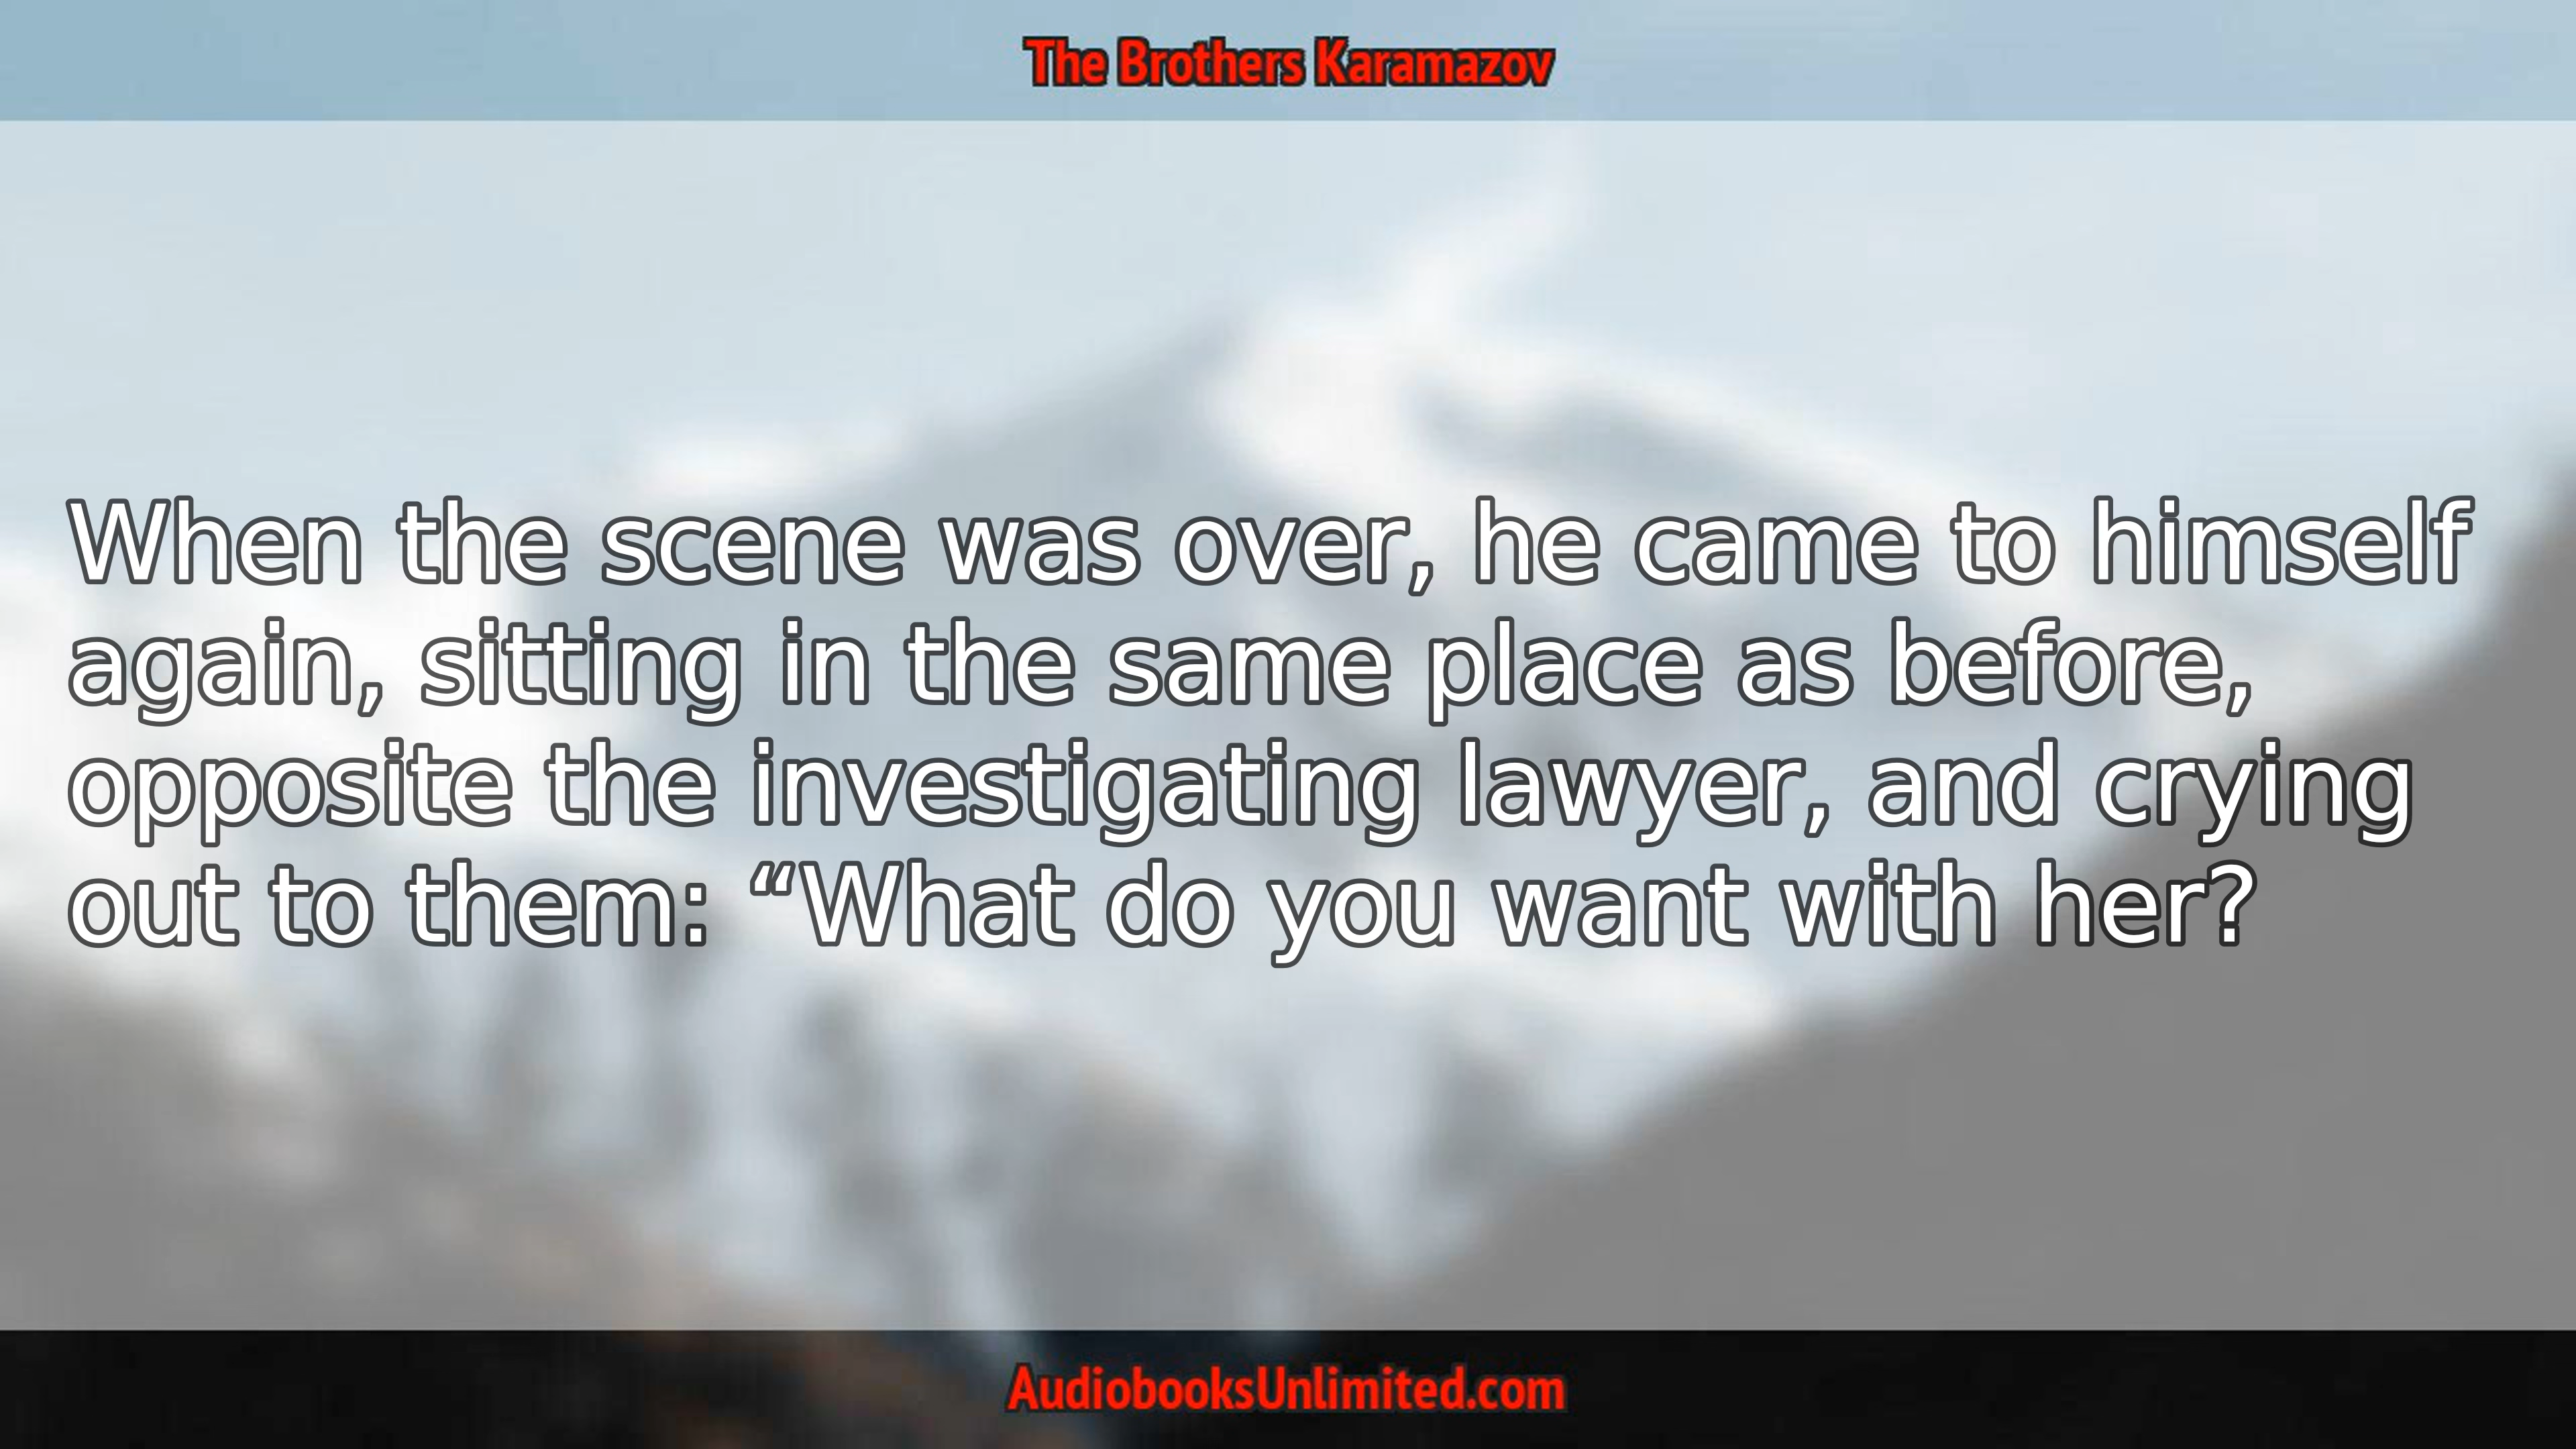 The Brothers Karamazov
When the scene was over, he came to himself
again, sitting in the same place as before,
opposite the investigating lawyer, and crying
out to them: “What do you want with her?
AudiobooksUnlimited.com